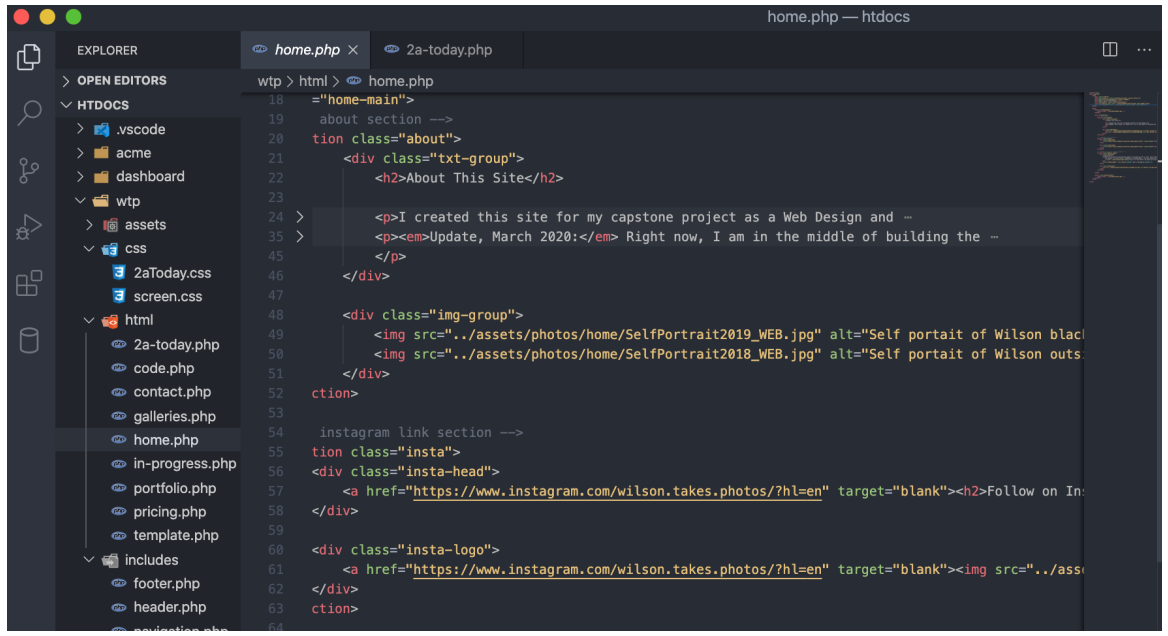 home.php — htdocs
EXPLORER
OPEN EDITORS
HTDOCS
.vscode
acme
dashboard
wtp
assets
css
2aToday.css
screen.css
html
2a-today.php
code.php
contact.php
galleries.php
home.php
in-progress.php
portfolio.php
pricing.php
template.php
includes
footer.php
header.php
navigation.php
home.php × 2a-today.php
wtp > html > home.php
18 ="home-main">
19 about section -->
20 tion class="about">
21 <div class="txt-group">
22 <h2>About This Site</h2>
23
24 <p>I created this site for my capstone project as a Web Design and
35 <p><em>Update, March 2020:</em> Right now, I am in the middle of building the
45 </p>
46 </div>
47
48 <div class="img-group">
49 <img src="../assets/photos/home/SelfPortrait2019_WEB.jpg" alt="Self portait of Wilson blac
50 <img src="../assets/photos/home/SelfPortrait2018_WEB.jpg" alt="Self portait of Wilson outs
51 </div>
52 ction>
53
54 instagram link section -->
55 tion class="insta">
56 <div class="insta-head">
57 <a href="https://www.instagram.com/wilson.takes.photos/?hl=en" target="blank"><h2>Follow on In
58 </div>
59
60 <div class="insta-logo">
61 <a href="https://www.instagram.com/wilson.takes.photos/?hl=en" target="blank"><img src="../ass
62 </div>
63 ction>
64